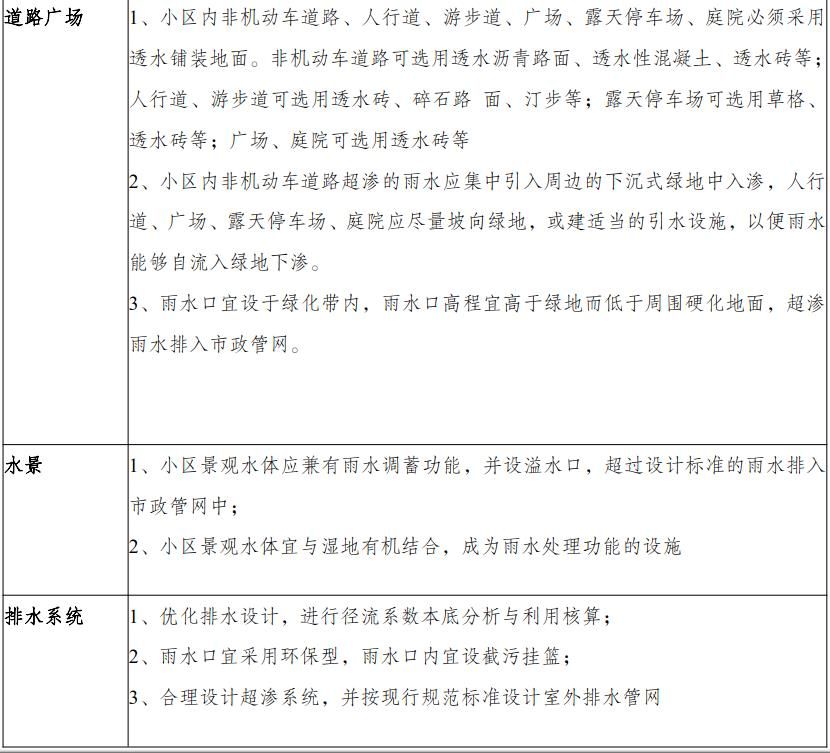 道路广场
1、小区内非机动车道路、人行道、游步道、广场、露天停车场、庭院必须采用
透水铺装地面。非机动车道路可选用透水沥青路面、透水性混凝土、透水砖等；
人行道、游步道可选用透水砖、碎石路 面、汀步等；露天停车场可选用草格、
透水砖等；广场、庭院可选用透水砖等
2、小区内非机动车道路超渗的雨水应集中引入周边的下沉式绿地中入渗，人行
道、广场、露天停车场、庭院应尽量坡向绿地，或建适当的引水设施，以便雨水
能够自流入绿地下渗。
3、雨水口宜设于绿化带内，雨水口高程宜高于绿地而低于周围硬化地面，超渗
雨水排入市政管网。
水景
1、小区景观水体应兼有雨水调蓄功能，并设溢水口，超过设计标准的雨水排入
市政管网中；
2、小区景观水体宜与湿地有机结合，成为雨水处理功能的设施
排水系统
1、优化排水设计，进行径流系数本底分析与利用核算；
2、雨水口宜采用环保型，雨水口内宜设截污挂篮；
3、合理设计超渗系统，并按现行规范标准设计室外排水管网